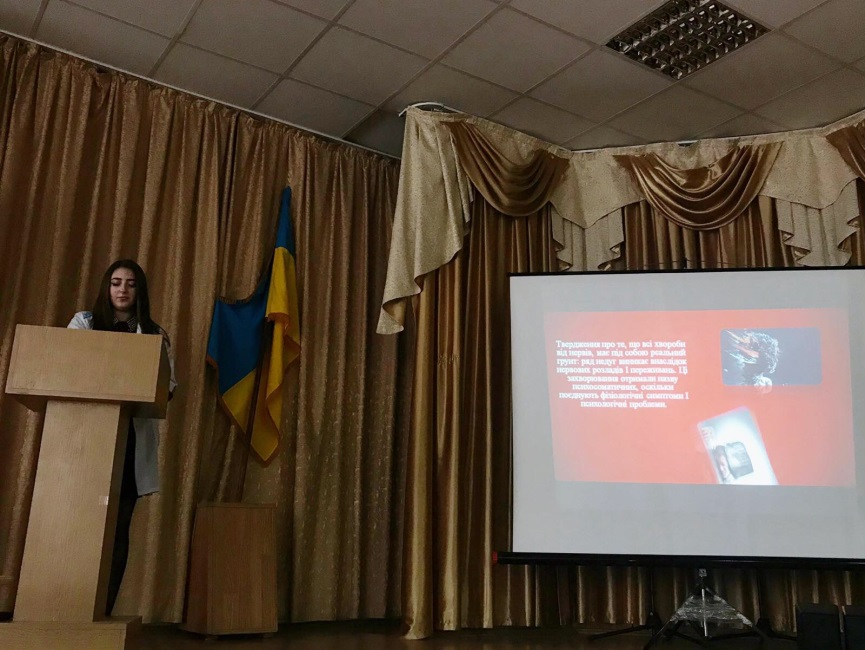 Твердження про те, що всі хвороби
від нервів, має під собою реальний
ґрунт: ряд недуг виникає внаслідок
нервових розладів і переживань. Ці
захворювання отримали назву
психосоматичних, оскільки
поєднують фізіологічні симптоми і
психологічні проблеми.